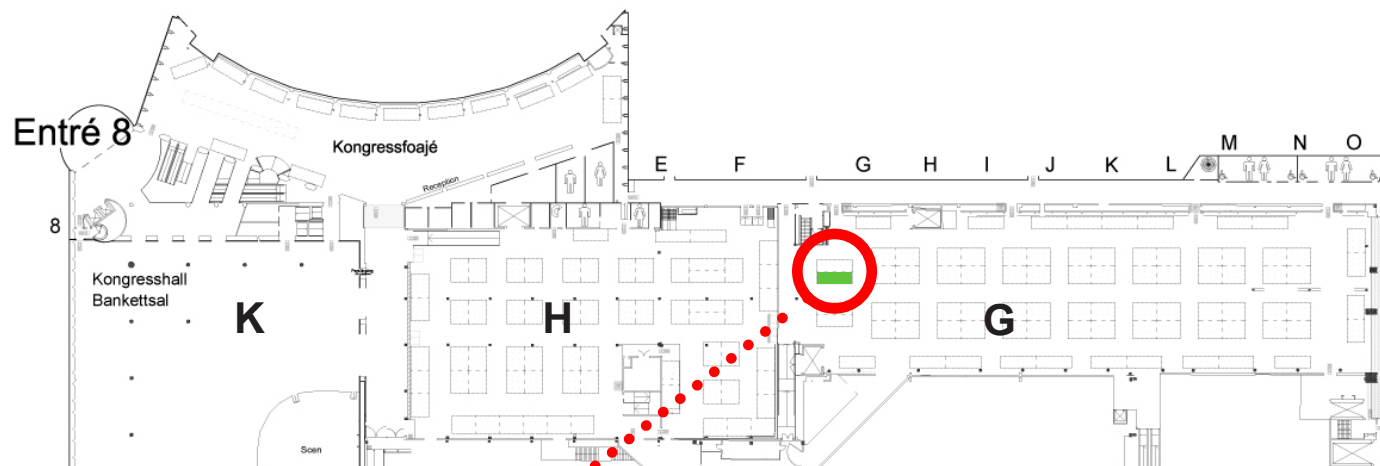 Entré 8
Kongressfoajé
Reception
E
F
G
H
I
J
K
L
M
N
O
8
Kongresshall
Bankettsal
K
H
G
Scen